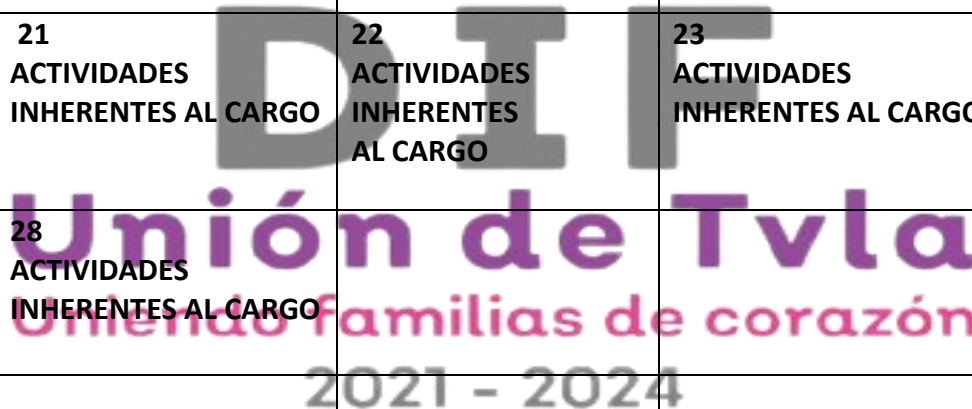 21
ACTIVIDADES
INHERENTES AL CARGO
22
ACTIVIDADES
INHERENTES
AL CARGO
23
ACTIVIDADES
INHERENTES AL CARGO
28
ACTIVIDADES
INHERENTES AL CARGO
DIF
Unión de Tvla
Uniendo familias de corazón
2021 - 2024